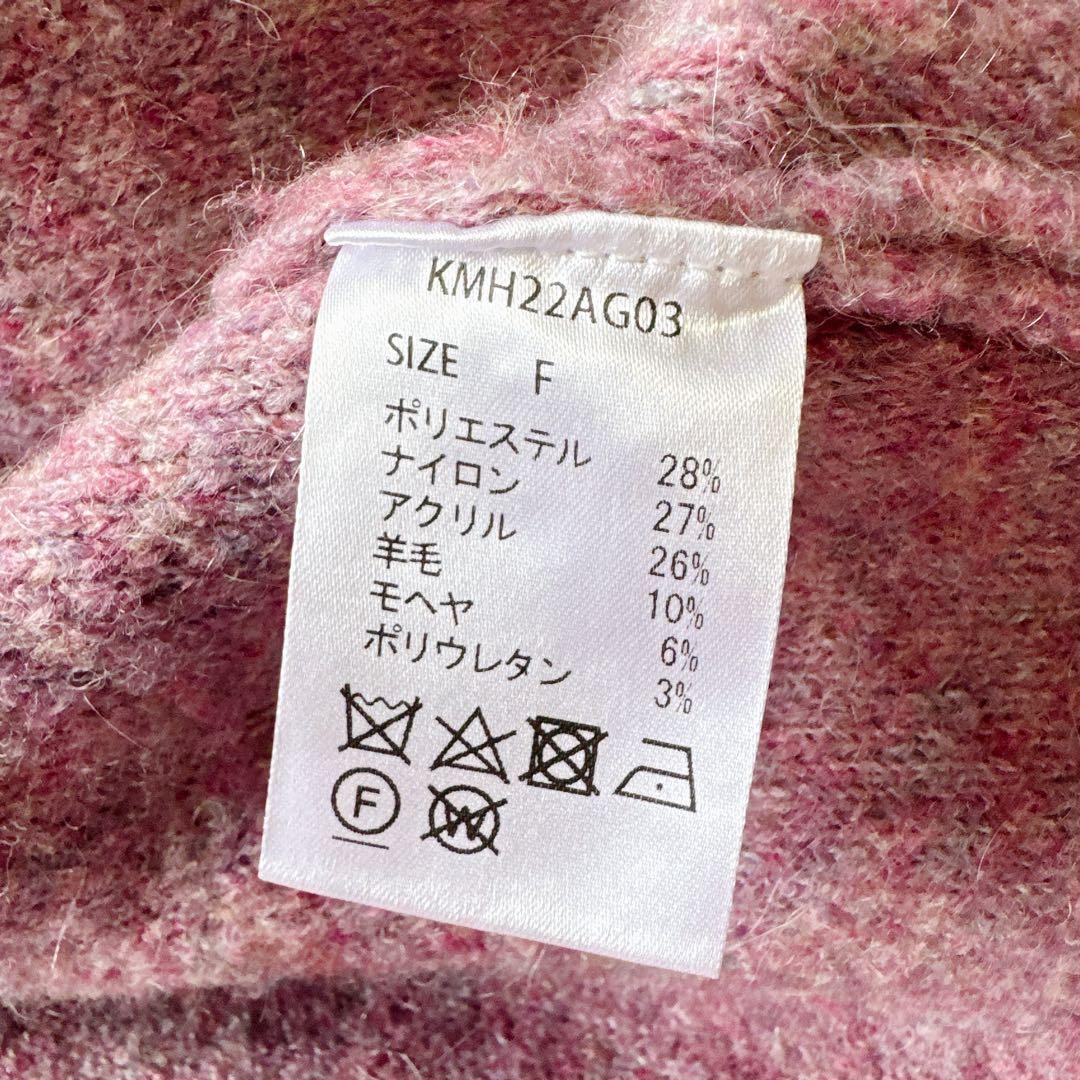 KMH22AG03
SIZE F
ポリエステル 28%
ナイロン 27%
アクリル 26%
羊毛 10%
モヘヤ 6%
ポリウレタン 3%
F W